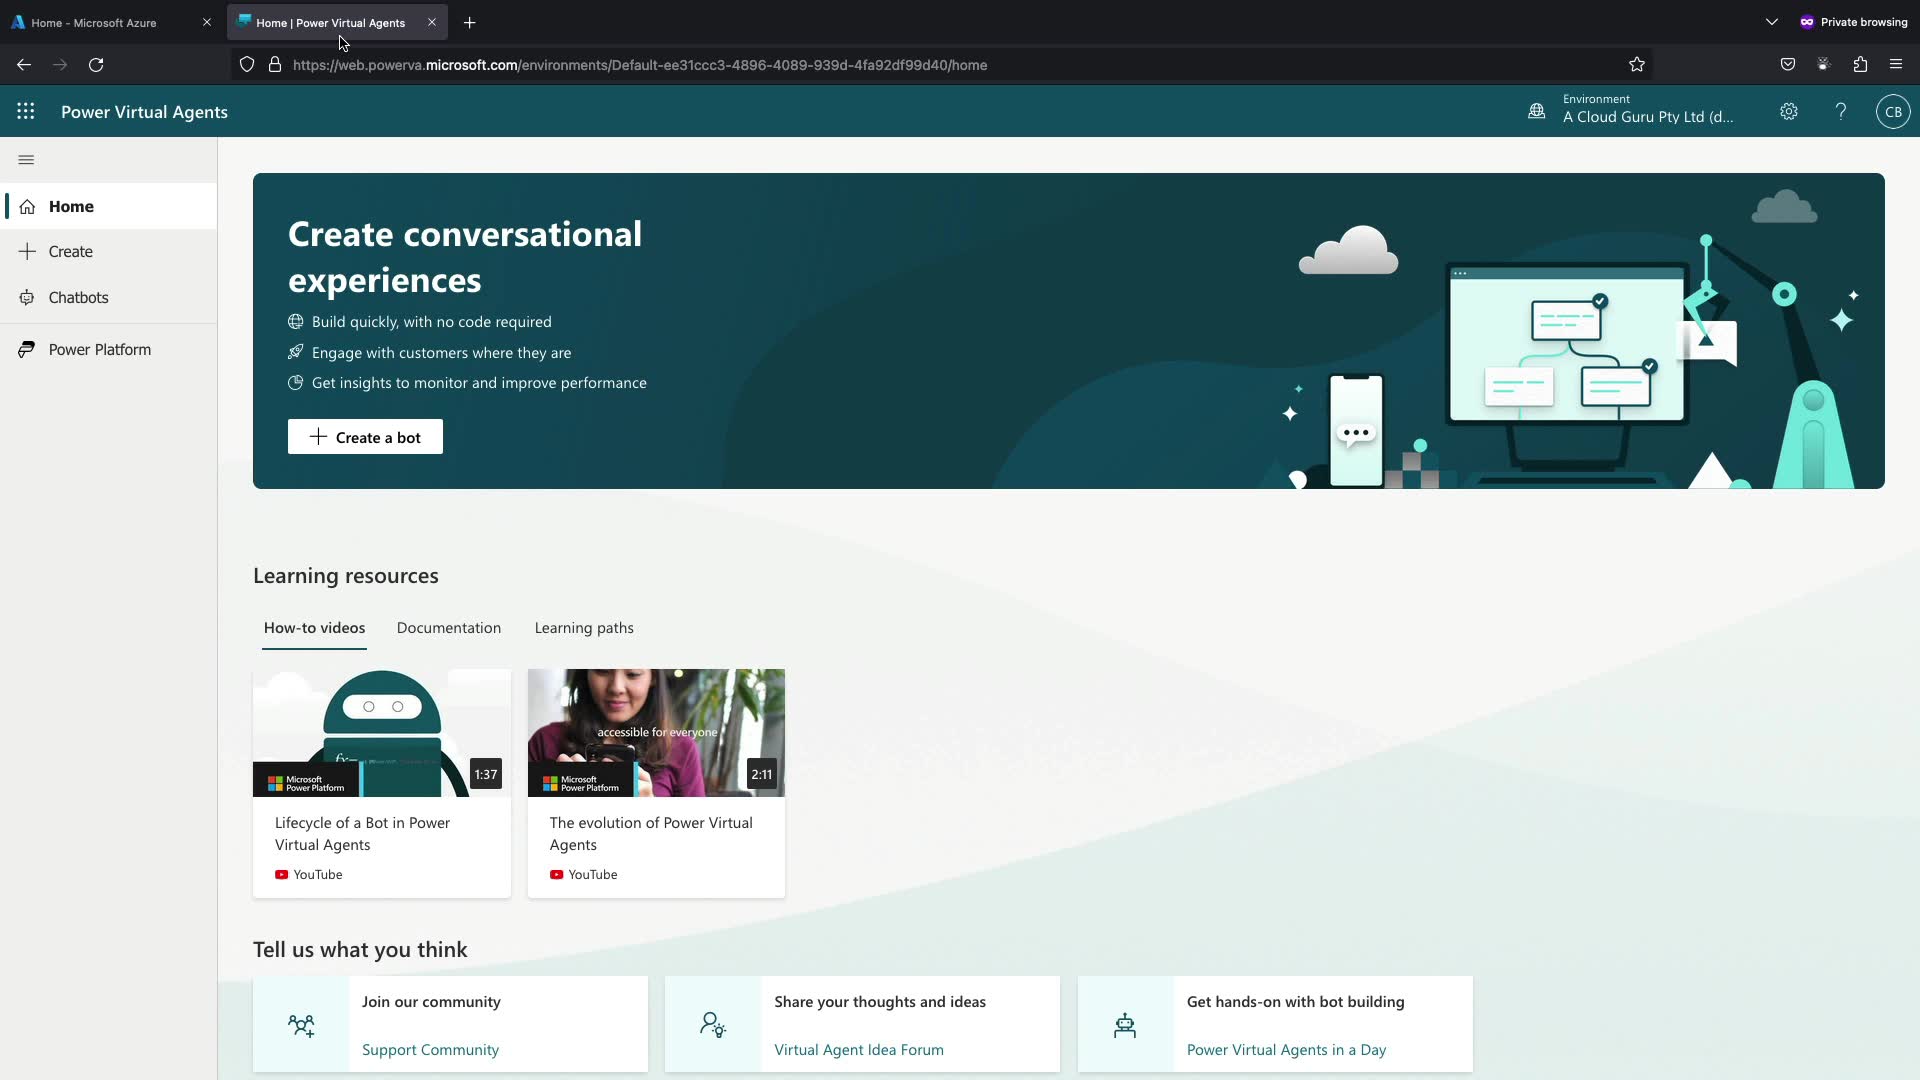 Home - Microsoft Azure
Home | Power Virtual Agents
Private browsing
https://web.powerva.microsoft.com/environments/Default-ee31ccc3-4896-4089-939d-4fa92df99d40/home
Power Virtual Agents
Environment
A Cloud Guru Pty Ltd (d...
CB
Home
Create
Chatbots
Power Platform
Create conversational
experiences
Build quickly, with no code required
Engage with customers where they are
Get insights to monitor and improve performance
Create a bot
Learning resources
How-to videos
Documentation
Learning paths
fx=
1:37
Microsoft
Power Platform
accessible for everyone
2:11
Microsoft
Power Platform
Lifecycle of a Bot in Power
Virtual Agents
YouTube
The evolution of Power Virtual
Agents
YouTube
Tell us what you think
Join our community
Support Community
Share your thoughts and ideas
Virtual Agent Idea Forum
Get hands-on with bot building
Power Virtual Agents in a Day